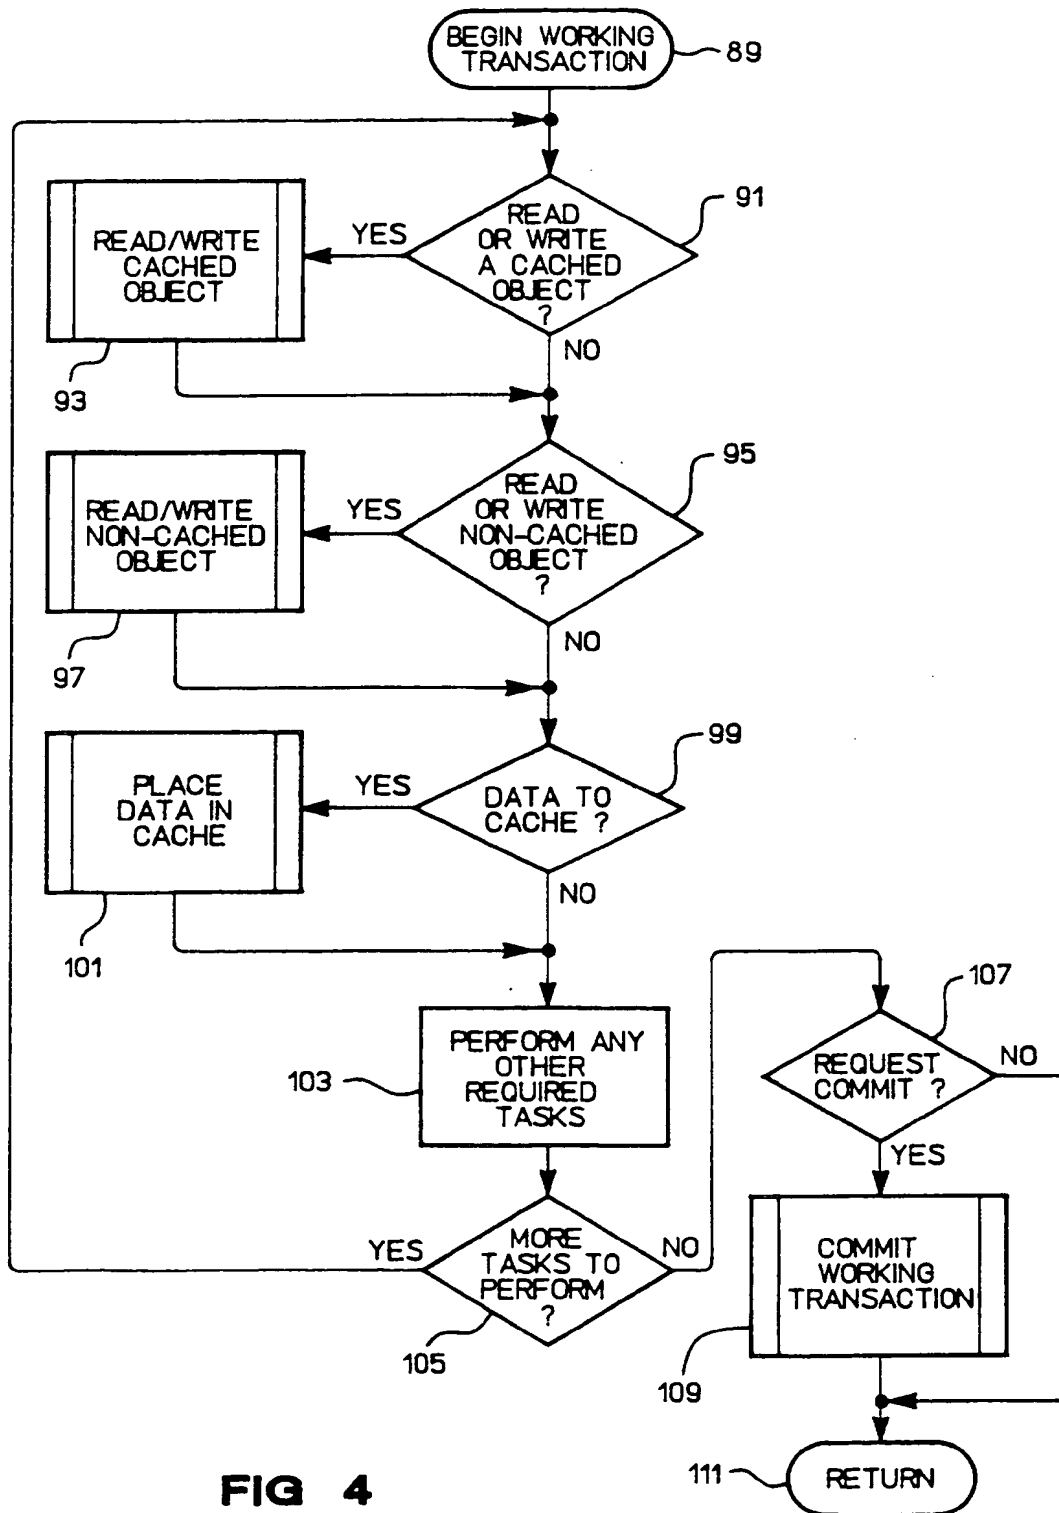 BEGIN WORKING
TRANSACTION
89
READ
OR WRITE
A CACHED
OBJECT
?
91
YES
NO
READ/WRITE
CACHED
OBJECT
93
READ
OR WRITE
NON-CACHED
OBJECT
?
95
YES
NO
READ/WRITE
NON-CACHED
OBJECT
97
DATA TO
CACHE ?
99
YES
NO
PLACE
DATA IN
CACHE
101
PERFORM ANY
OTHER
REQUIRED
TASKS
103
MORE
TASKS TO
PERFORM
?
105
YES
NO
REQUEST
COMMIT ?
107
NO
YES
COMMIT
WORKING
TRANSACTION
109
RETURN
111
FIG 4